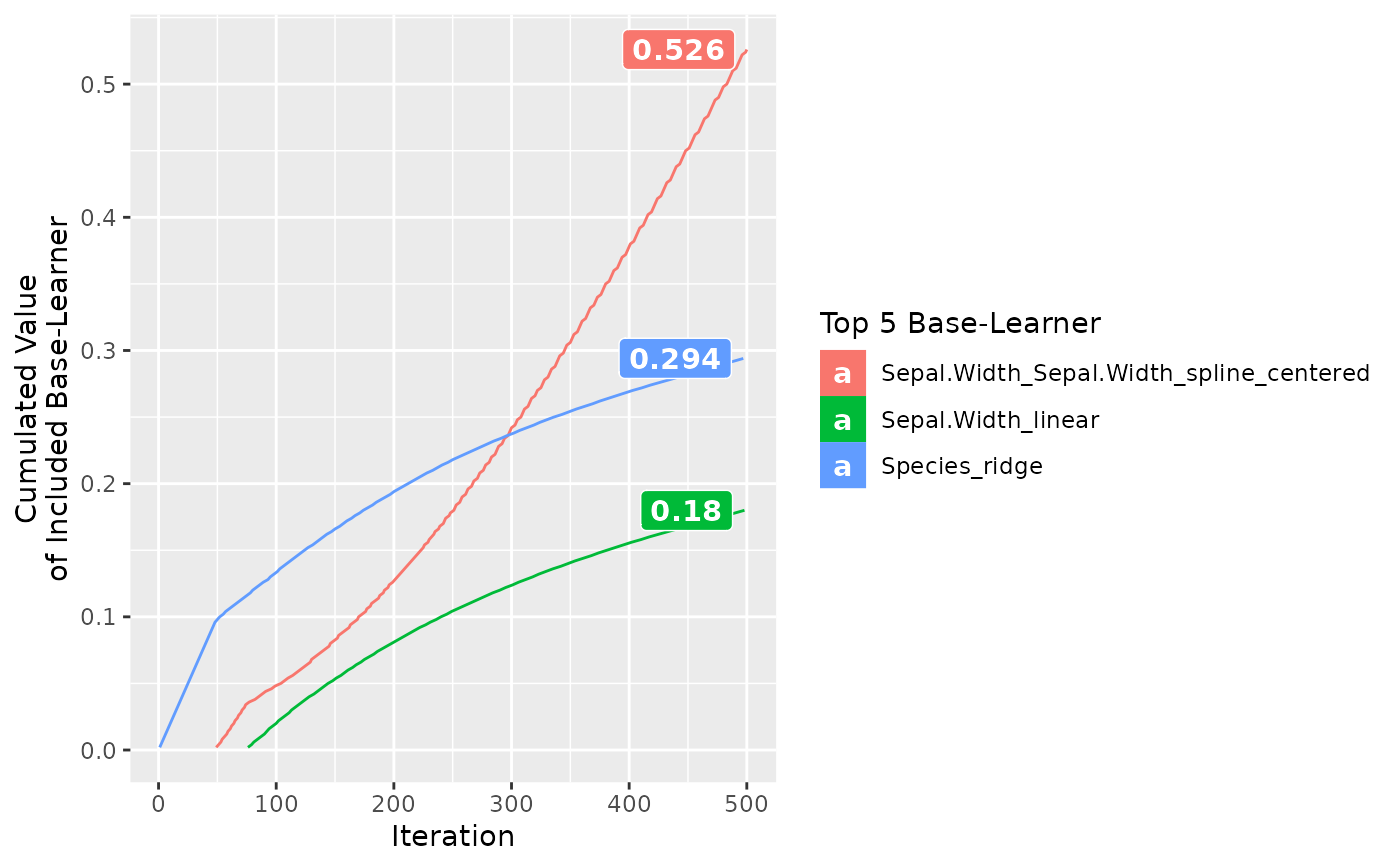 0.526
0.294
0.18
0.5
0.4
0.3
0.2
0.1
0.0
0
100
200
300
400
500
Iteration
Cumulated Value
of Included Base-Learner
Top 5 Base-Learner
a Sepal.Width_Sepal.Width_spline_centered
a Sepal.Width_linear
a Species_ridge